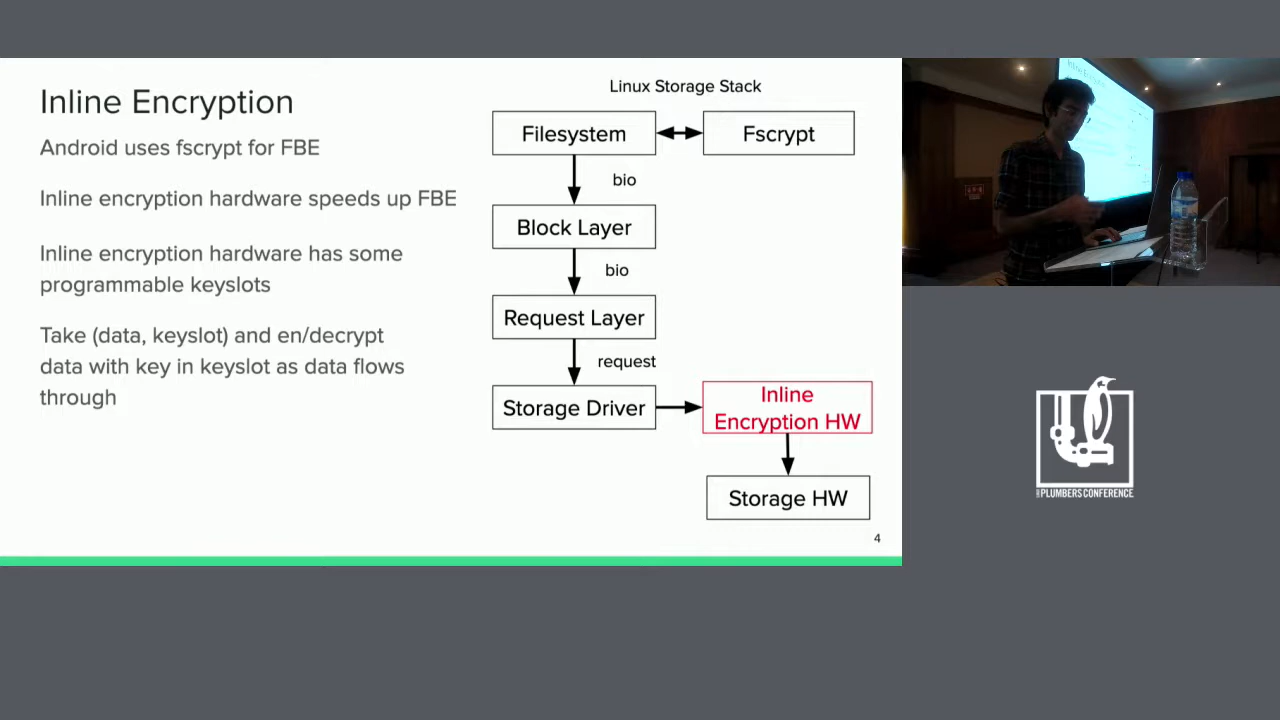 Inline Encryption
Android uses fscrypt for FBE
Inline encryption hardware speeds up FBE
Inline encryption hardware has some
programmable keyslots
Take (data, keyslot) and en/decrypt
data with key in keyslot as data flows
through
Linux Storage Stack
Filesystem
Fscrypt
bio
Block Layer
bio
Request Layer
request
Storage Driver
Inline
Encryption HW
Storage HW
4
PLUMBERS CONFERENCE